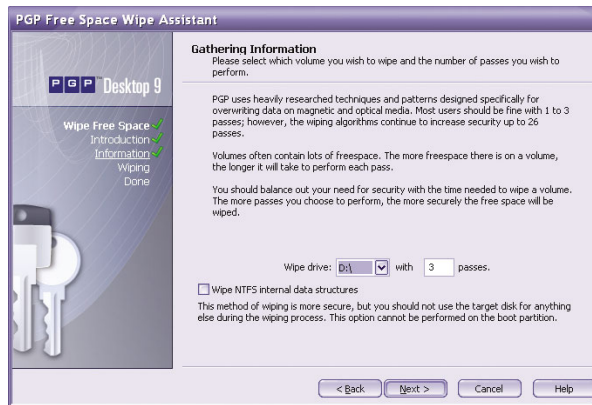 PGP Free Space Wipe Assistant
PGP Desktop 9
Wipe Free Space
Introduction
Information
Wiping
Done
Gathering Information
Please select which volume you wish to wipe and the number of passes you wish to
perform.
PGP uses heavily researched techniques and patterns designed specifically for
overwriting data on magnetic and optical media. Most users should be fine with 1 to 3
passes; however, the wiping algorithms continue to increase security up to 26
passes.
Volumes often contain lots of freespace. The more freespace there is on a volume,
the longer it will take to perform each pass.
You should balance out your need for security with the time needed to wipe a volume.
The more passes you choose to perform, the more securely the free space will be
wiped.
Wipe drive: D:\ with 3 passes.
Wipe NTFS internal data structures
This method of wiping is more secure, but you should not use the target disk for anything
else during the wiping process. This option cannot be performed on the boot partition.
< Back Next > Cancel Help